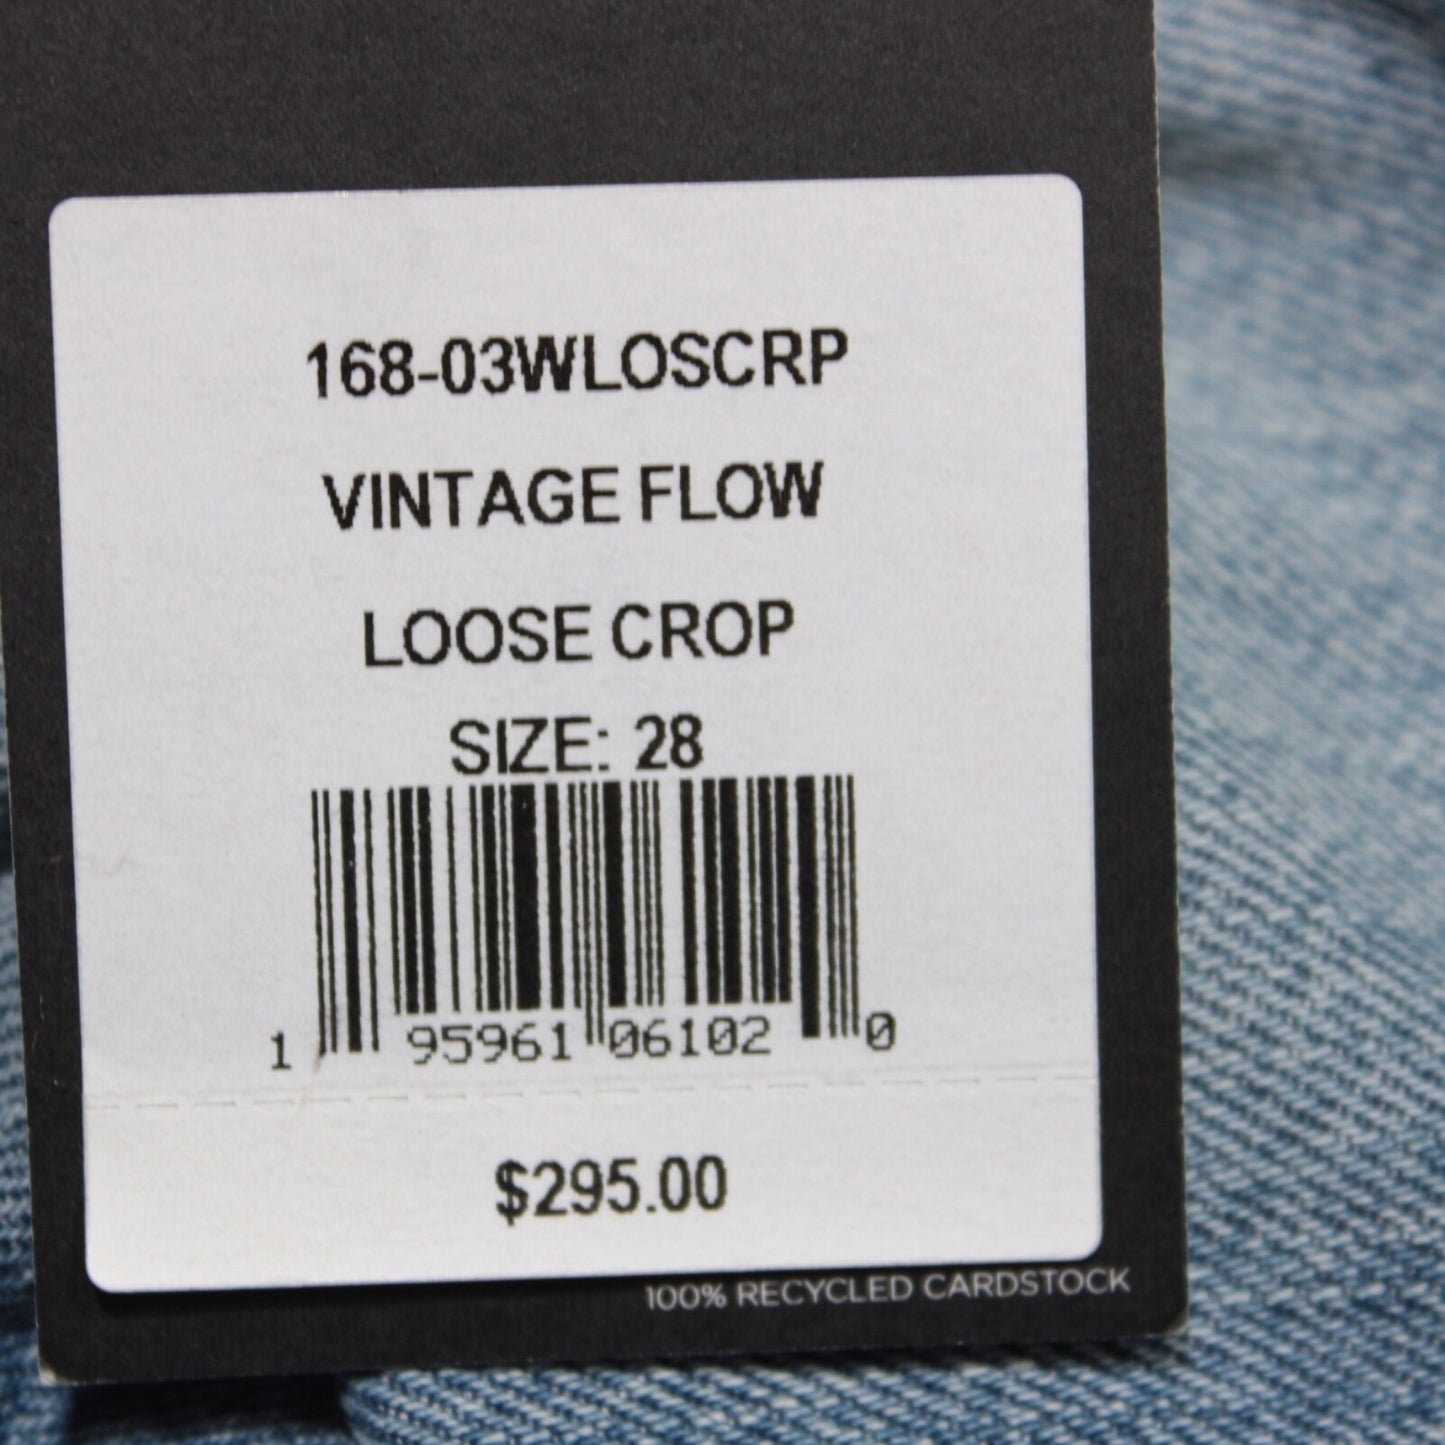 168-03WLOSCRP
VINTAGE FLOW
LOOSE CROP
SIZE: 28
1 95961 06102 0
$295.00
100% RECYCLED CARDSTOCK